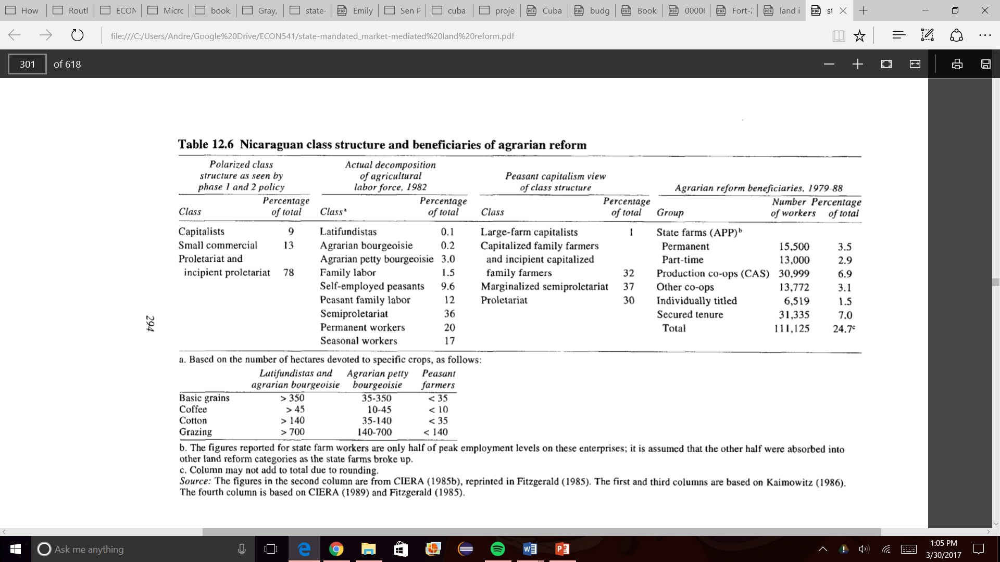 How
Routl
ECON
Micro
book
Gray,
state-
Emily
Sen P
cuba
proje
Cuba
budg
Book
0000
Fort-
land i
st
file:///C:/Users/Andre/Google%20Drive/ECON541/state-mandated_market-mediated%20land%20reform.pdf
301 of 618
294
Table 12.6 Nicaraguan class structure and beneficiaries of agrarian reform
Polarized class Actual decomposition
structure as seen by of agricultural Peasant capitalism view
phase 1 and 2 policy labor force, 1982 of class structure Agrarian reform beneficiaries, 1979-88
Percentage Percentage Percentage Number Percentage
Class of total Classª of total Class of total Group of workers of total
Capitalists 9 Latifundistas 0.1 Large-farm capitalists 1 State farms (APP)ᵇ
Small commercial 13 Agrarian bourgeoisie 0.2 Capitalized family farmers Permanent 15,500 3.5
Proletariat and Agrarian petty bourgeoisie 3.0 and incipient capitalized Part-time 13,000 2.9
incipient proletariat 78 Family labor 1.5 family farmers 32 Production co-ops (CAS) 30,999 6.9
Self-employed peasants 9.6 Marginalized semiproletariat 37 Other co-ops 13,772 3.1
Peasant family labor 12 Proletariat 30 Individually titled 6,519 1.5
Semiproletariat 36 Secured tenure 31,335 7.0
Permanent workers 20 Total 111,125 24.7ᶜ
Seasonal workers 17
a. Based on the number of hectares devoted to specific crops, as follows:
Latifundistas and Agrarian petty Peasant
agrarian bourgeoisie bourgeoisie farmers
Basic grains > 350 35-350 < 35
Coffee > 45 10-45 < 10
Cotton > 140 35-140 < 35
Grazing > 700 140-700 < 140
b. The figures reported for state farm workers are only half of peak employment levels on these enterprises; it is assumed that the other half were absorbed into
other land reform categories as the state farms broke up.
c. Column may not add to total due to rounding.
Source: The figures in the second column are from CIERA (1985b), reprinted in Fitzgerald (1985). The first and third columns are based on Kaimowitz (1986).
The fourth column is based on CIERA (1989) and Fitzgerald (1985).
Ask me anything
1:05 PM
3/30/2017